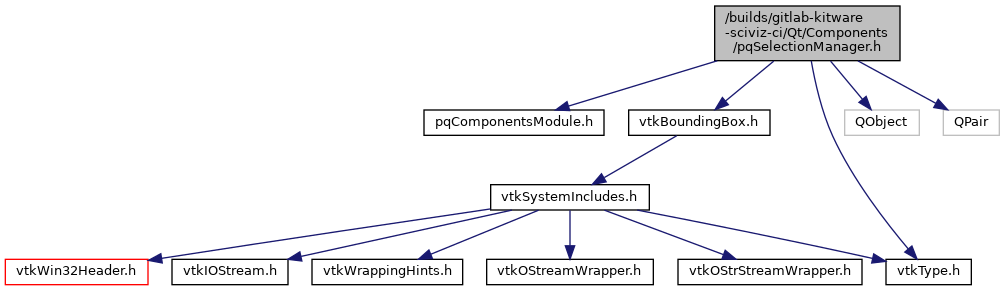 /builds/gitlab-kitware
-sciviz-ci/Qt/Components
/pqSelectionManager.h
pqComponentsModule.h
vtkBoundingBox.h
QObject
QPair
vtkSystemIncludes.h
vtkWin32Header.h
vtkIOStream.h
vtkWrappingHints.h
vtkOStreamWrapper.h
vtkOStrStreamWrapper.h
vtkType.h